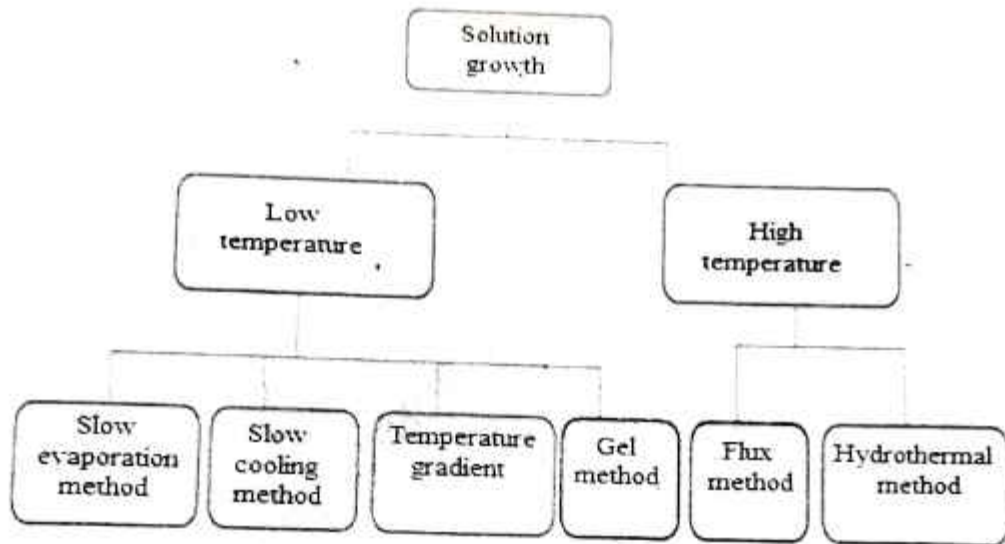 Solution
growth
Low
temperature
High
temperature
Slow
evaporation
method
Slow
cooling
method
Temperature
gradient
Gel
method
Flux
method
Hydrothermal
method